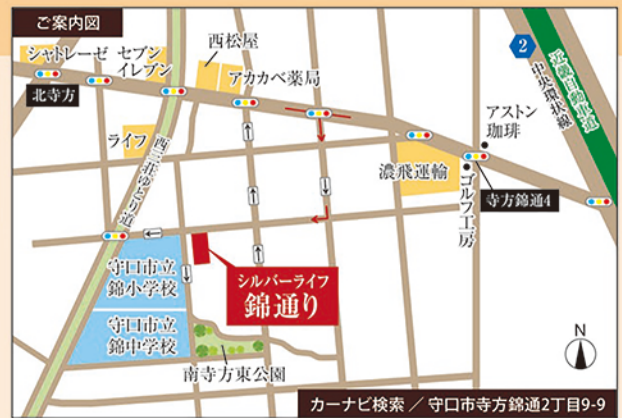 ご案内図
シャトレーゼ
セブン
イレブン
西松屋
アカカベ薬局
北寺方
ライフ
西三荘ゆとり道
2
中央環状線
近畿自動車道
アストン
珈琲
濃飛運輸
ゴルフ工房
寺方錦通4
守口市立
錦小学校
守口市立
錦中学校
シルバーライフ
錦通り
南寺方東公園
N
カーナビ検索／守口市寺方錦通2丁目9-9